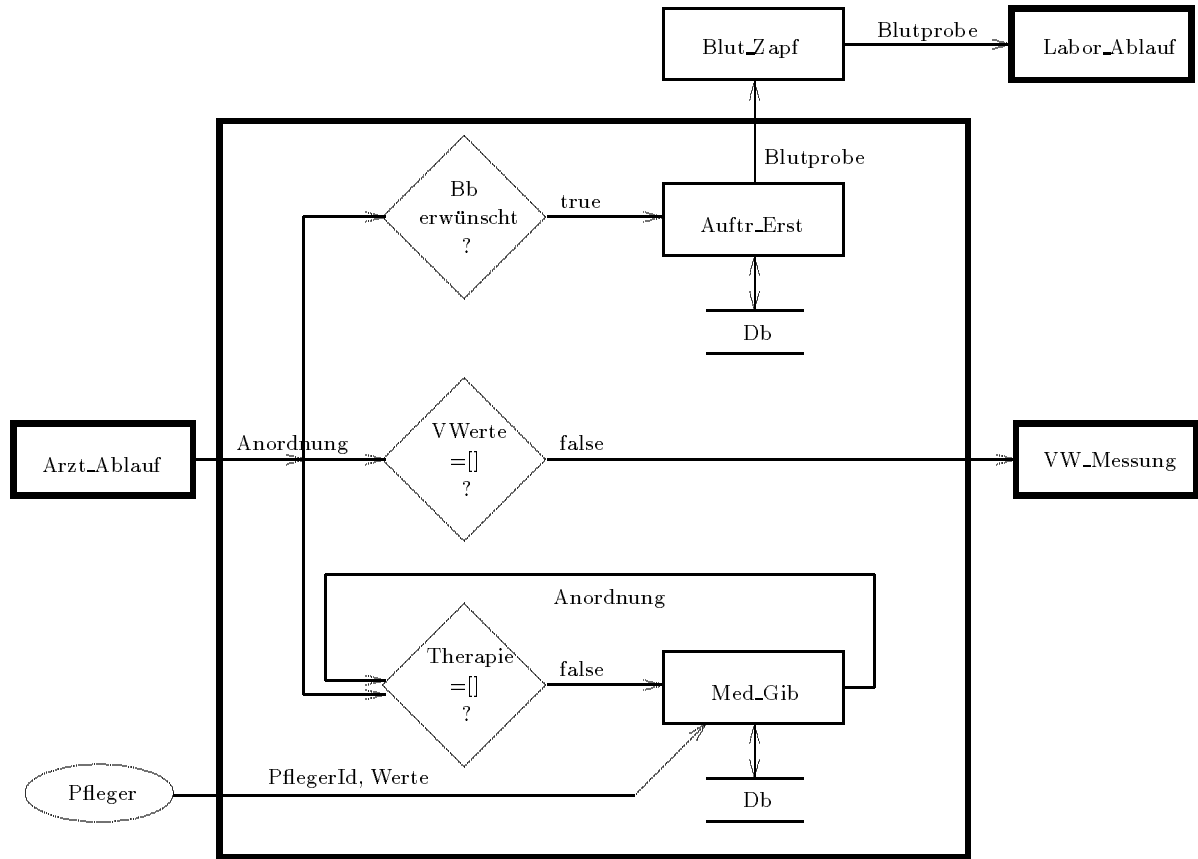 Blut_Zapf
Blutprobe
Labor_Ablauf
Blutprobe
Bb
erwünscht
?
true
Auftr_Erst
Db
Arzt_Ablauf
Anordnung
VWerte
=[]
?
false
VW_Messung
Anordnung
Therapie
=[]
?
false
Med_Gib
Pfleger
PflegerId, Werte
Db